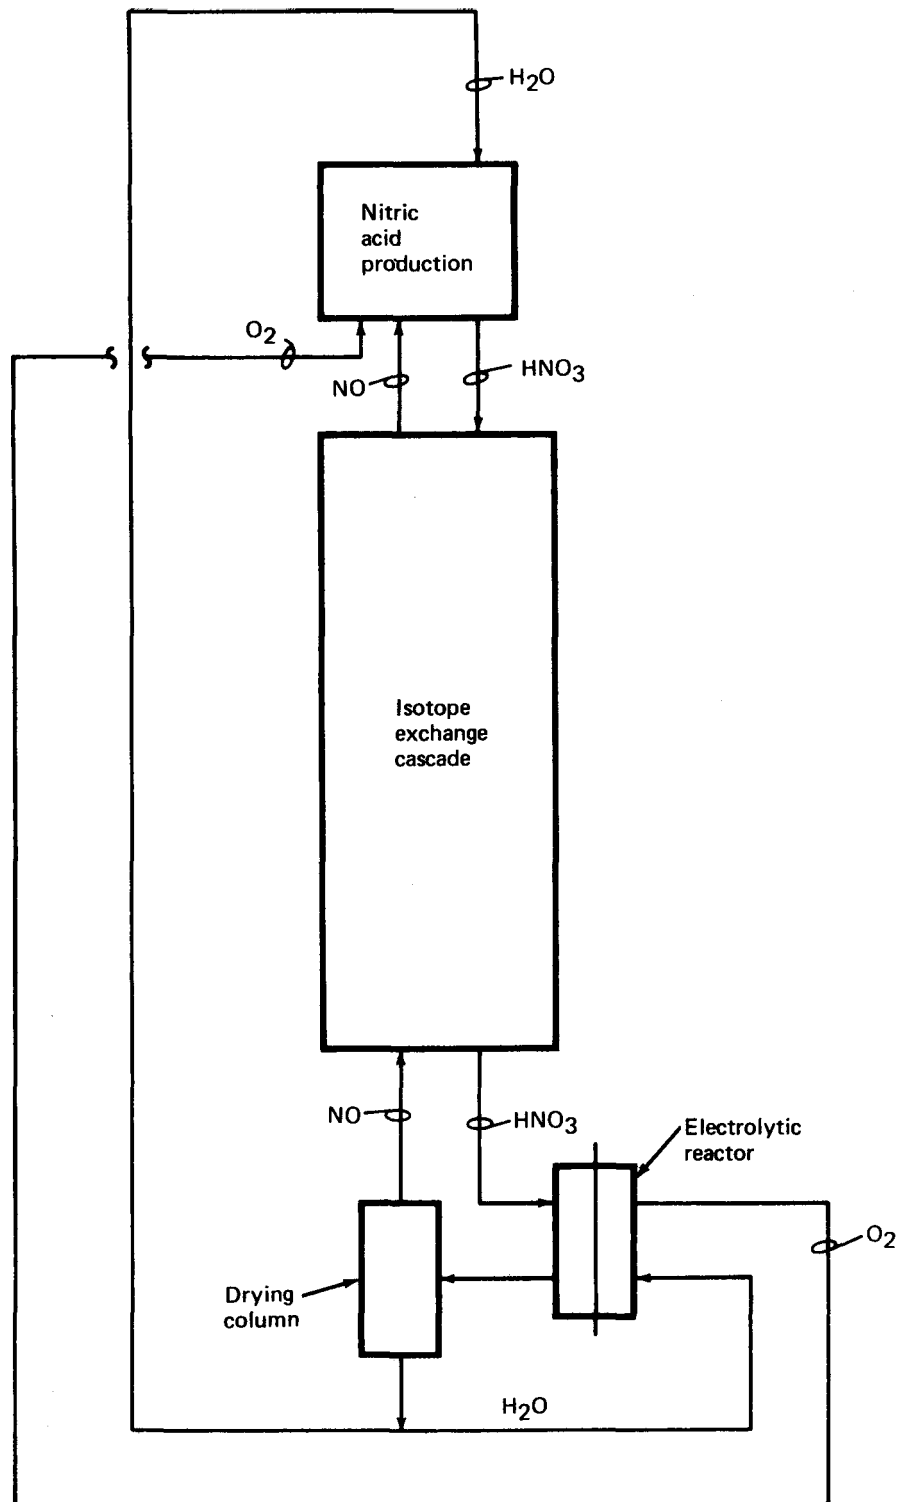 H2O
Nitric
acid
production
O2
NO
HNO3
Isotope
exchange
cascade
NO
HNO3
Electrolytic
reactor
O2
Drying
column
H2O